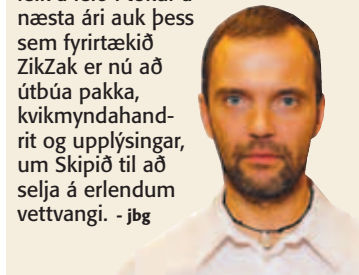 næsta ári auk þess
sem fyrirtækið
ZikZak er nú að
útbúa pakka,
kvikmyndahand-
rit og upplýsingar,
um Skipið til að
selja á erlendum
vettvangi. - jbg